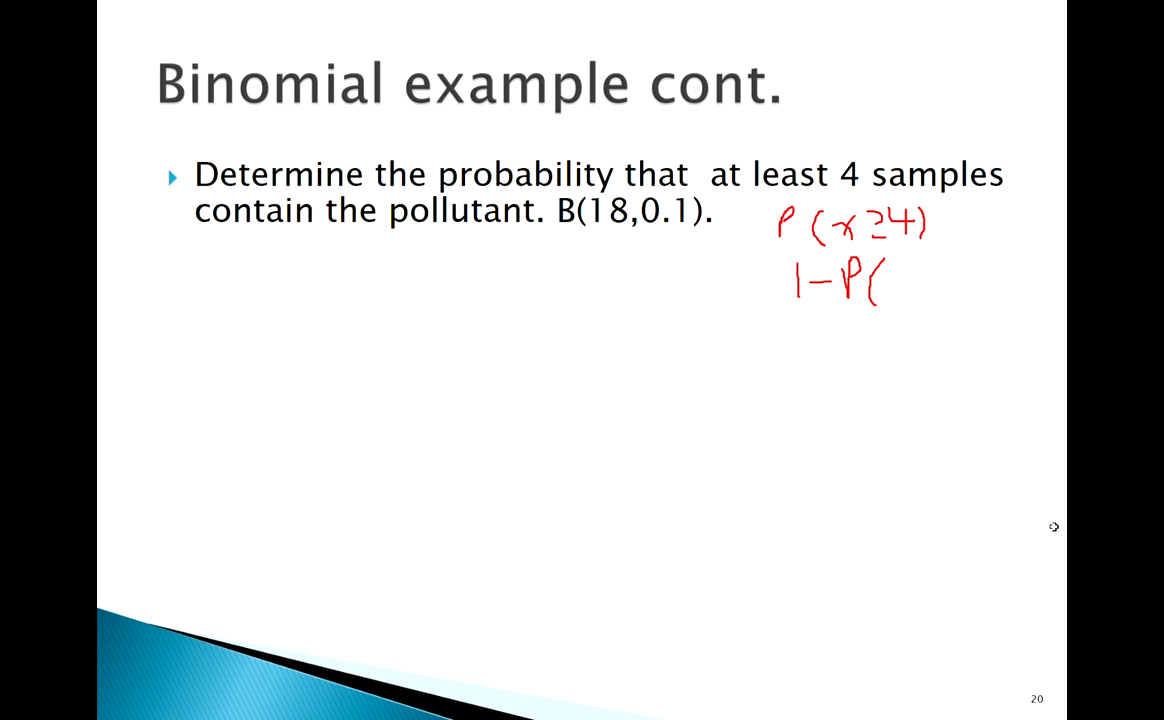 Binomial example cont.
Determine the probability that at least 4 samples
contain the pollutant. B(18,0.1).
P(x≥4)
1-P(
20